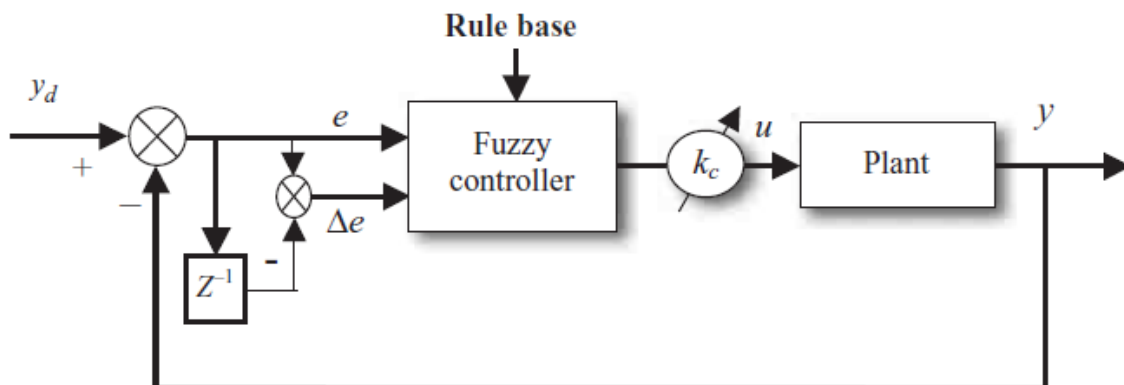 Rule base
y_d
+
−
e
Δe
-
Z⁻¹
Fuzzy
controller
k_c
u
Plant
y